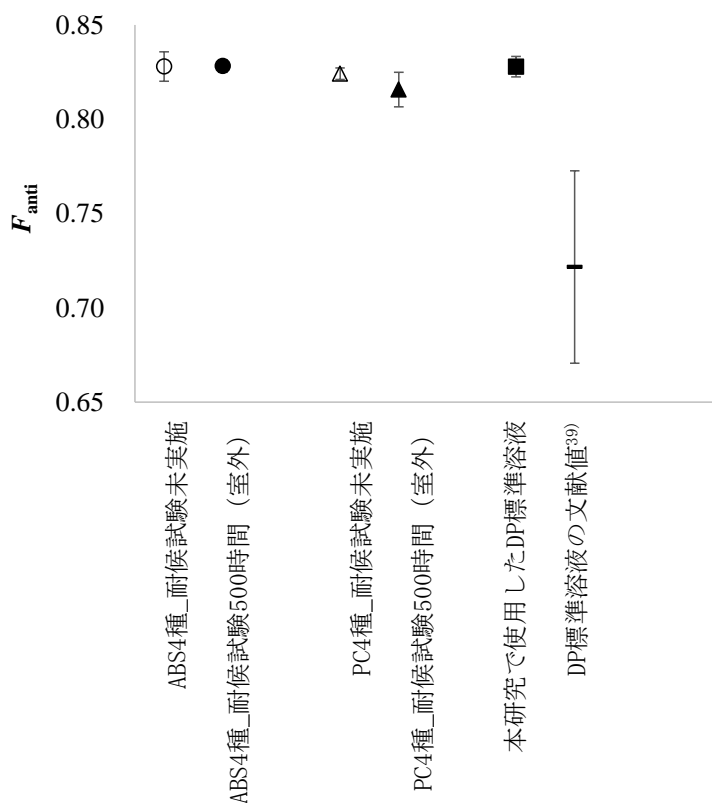 0.85
0.80
0.75
0.70
0.65
Fanti
ABS4種_耐候試験未実施
ABS4種_耐候試験500時間（室外）
PC4種_耐候試験未実施
PC4種_耐候試験500時間（室外）
本研究で使用したDP標準溶液
DP標準溶液の文献値39)